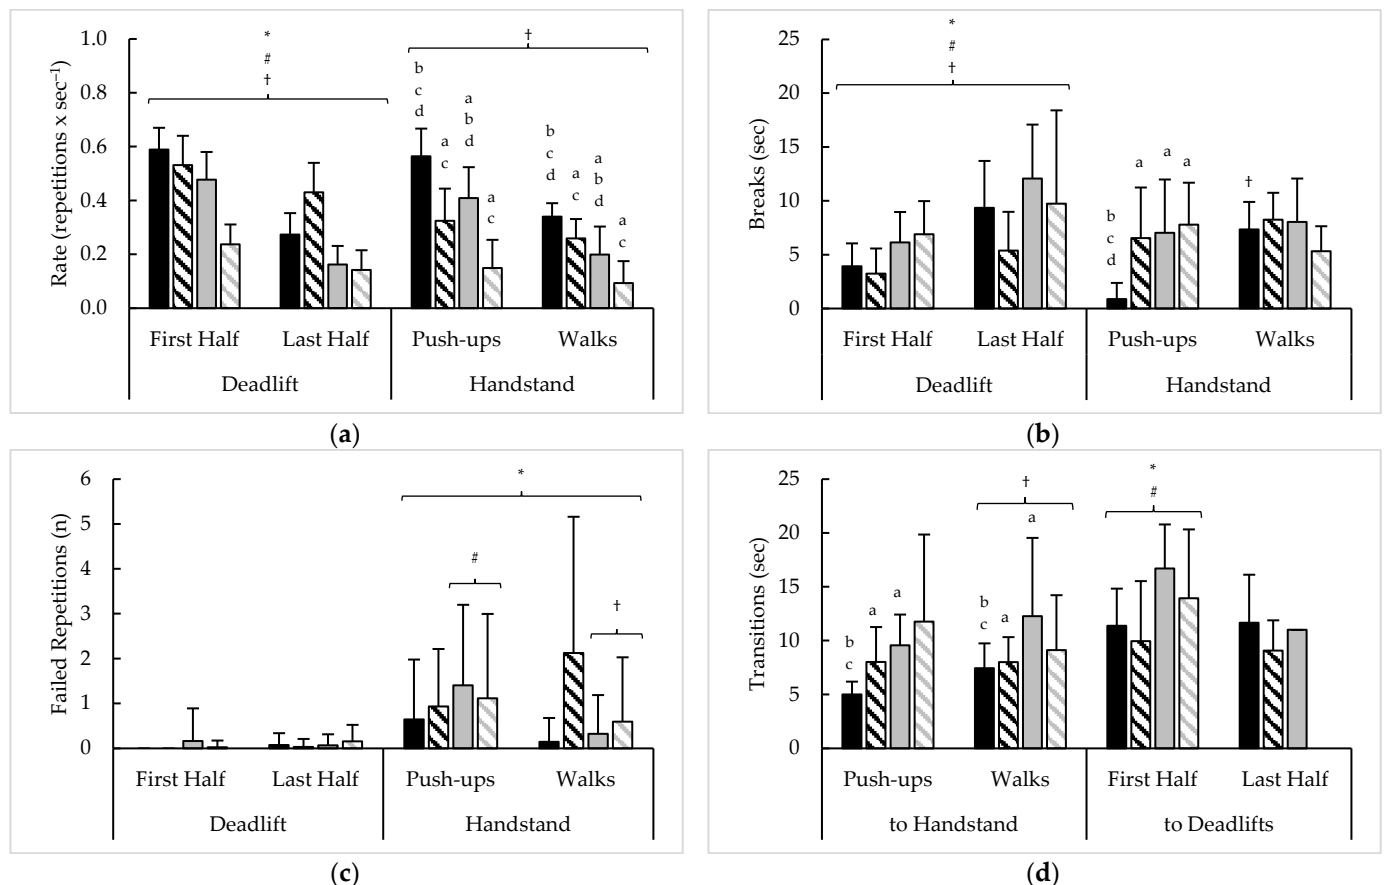 1.0
0.8
0.6
0.4
0.2
0.0
Rate (repetitions x sec⁻¹)
*
#
†
†
b
c
d
a
c
a
b
d
a
c
b
c
d
a
c
a
b
d
a
c
First Half Last Half Push-ups Walks
Deadlift Handstand
(a)
25
20
15
10
5
0
Breaks (sec)
*
#
†
b
c
d
a
a
a
†
First Half Last Half Push-ups Walks
Deadlift Handstand
(b)
6
5
4
3
2
1
0
Failed Repetitions (n)
*
#
†
First Half Last Half Push-ups Walks
Deadlift Handstand
(c)
25
20
15
10
5
0
Transitions (sec)
b
c
a
a
†
b
c
a
a
*
#
Push-ups Walks First Half Last Half
to Handstand to Deadlifts
(d)